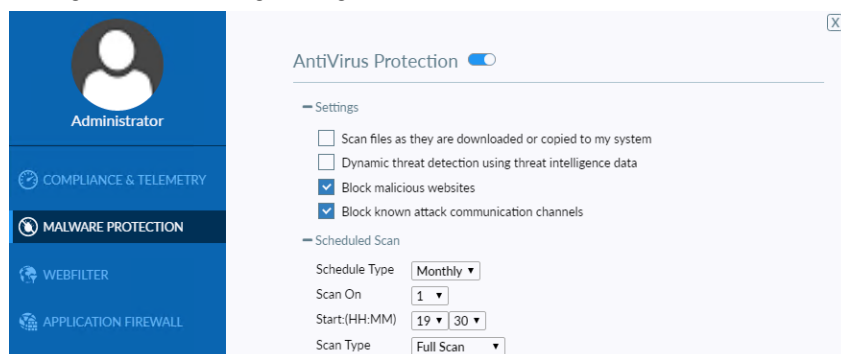 X
AntiVirus Protection
Settings
Administrator
Scan files as they are downloaded or copied to my system
Dynamic threat detection using threat intelligence data
Block malicious websites
Block known attack communication channels
COMPLIANCE & TELEMETRY
MALWARE PROTECTION
WEBFILTER
APPLICATION FIREWALL
Scheduled Scan
Schedule Type Monthly
Scan On 1
Start:(HH:MM) 19 30
Scan Type Full Scan